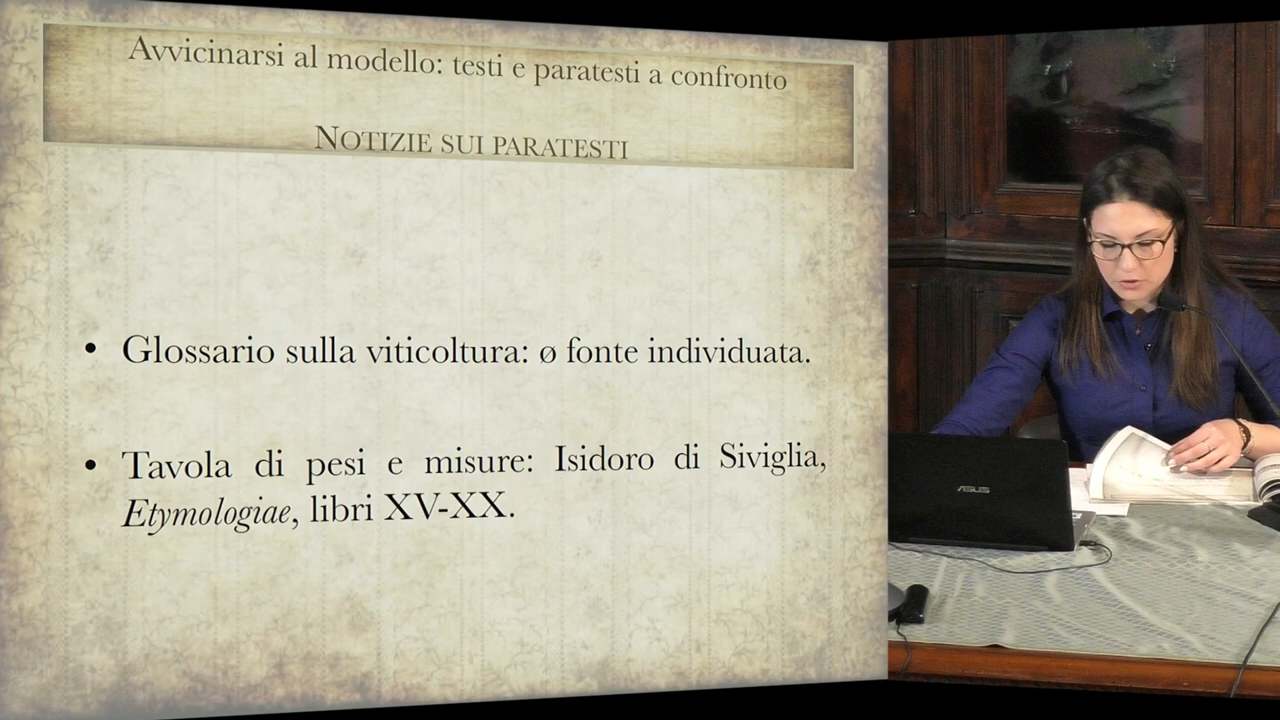 Avvicinarsi al modello: testi e paratesti a confronto
NOTIZIE SUI PARATESTI
• Glossario sulla viticoltura: ø fonte individuata.
• Tavola di pesi e misure: Isidoro di Siviglia,
Etymologiae, libri XV-XX.
ASUS